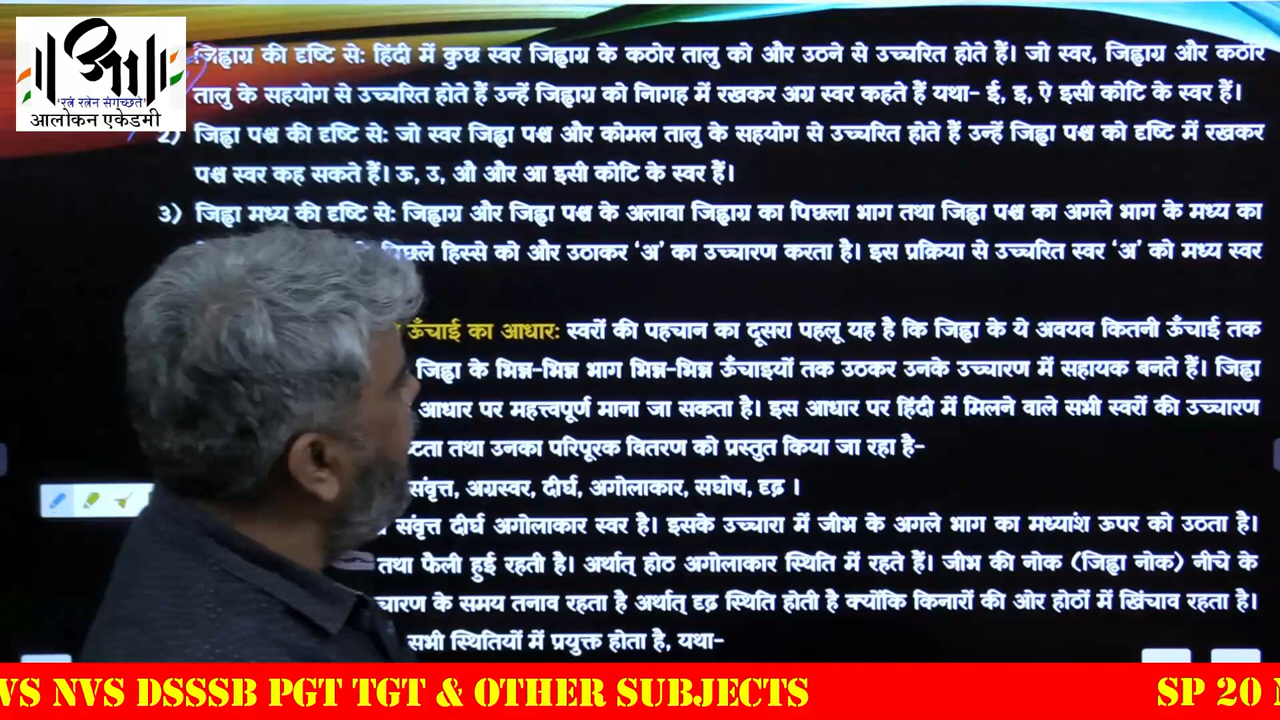 'रत्नं रत्नेन संगच्छते'
आलोकन एकेडमी
जिह्वाग्र की दृष्टि से: हिंदी में कुछ स्वर जिह्वाग्र के कठोर तालु को और उठने से उच्चरित होते हैं। जो स्वर, जिह्वाग्र और कठोर
तालु के सहयोग से उच्चरित होते हैं उन्हें जिह्वाग्र को निागह में रखकर अग्र स्वर कहते हैं यथा- ई, इ, ऐ इसी कोटि के स्वर हैं।
2) जिह्वा पश्च की दृष्टि से: जो स्वर जिह्वा पश्च और कोमल तालु के सहयोग से उच्चरित होते हैं उन्हें जिह्वा पश्च को दृष्टि में रखकर
पश्च स्वर कह सकते हैं। ऊ, उ, औ और आ इसी कोटि के स्वर हैं।
3) जिह्वा मध्य की दृष्टि से: जिह्वाग्र और जिह्वा पश्च के अलावा जिह्वाग्र का पिछला भाग तथा जिह्वा पश्च का अगले भाग के मध्य का
हिस्से को और उठाकर 'अ' का उच्चारण करता है। इस प्रक्रिया से उच्चरित स्वर 'अ' को मध्य स्वर
ऊँचाई का आधार: स्वरों की पहचान का दूसरा पहलू यह है कि जिह्वा के ये अवयव कितनी ऊँचाई तक
जिह्वा के भिन्न-भिन्न भाग भिन्न-भिन्न ऊँचाइयों तक उठकर उनके उच्चारण में सहायक बनते हैं। जिह्वा
आधार पर महत्त्वपूर्ण माना जा सकता है। इस आधार पर हिंदी में मिलने वाले सभी स्वरों की उच्चारण
तथा उनका परिपूरक वितरण को प्रस्तुत किया जा रहा है-
संवृत्त, अग्रस्वर, दीर्घ, अगोलाकार, सघोष, दृढ़ ।
संवृत्त दीर्घ अगोलाकार स्वर है। इसके उच्चारा में जीभ के अगले भाग का मध्यांश ऊपर को उठता है।
तथा फैली हुई रहती है। अर्थात् होठ अगोलाकार स्थिति में रहते हैं। जीभ की नोक (जिह्वा नोक) नीचे के
के समय तनाव रहता है अर्थात् दृढ़ स्थिति होती है क्योंकि किनारों की ओर होठों में खिंचाव रहता है।
सभी स्थितियों में प्रयुक्त होता है, यथा-
VS NVS DSSSB PGT TGT & OTHER SUBJECTS SP 20